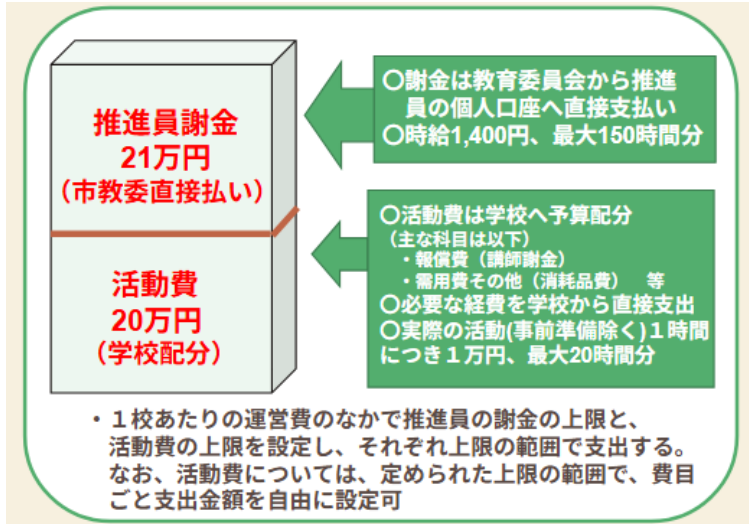 推進員謝金
21万円
（市教委直接払い）
〇謝金は教育委員会から推進
員の個人口座へ直接支払い
〇時給1,400円、最大150時間分
活動費
20万円
(学校配分)
〇活動費は学校へ予算配分
（主な科目は以下）
・報償費（講師謝金）
・需用費その他（消耗品費）　等
〇必要な経費を学校から直接支出
〇実際の活動(事前準備除く)１時間
につき１万円、最大20時間分
・１校あたりの運営費のなかで推進員の謝金の上限と、
活動費の上限を設定し、それぞれ上限の範囲で支出する。
なお、活動費については、定められた上限の範囲で、費目
ごと支出金額を自由に設定可